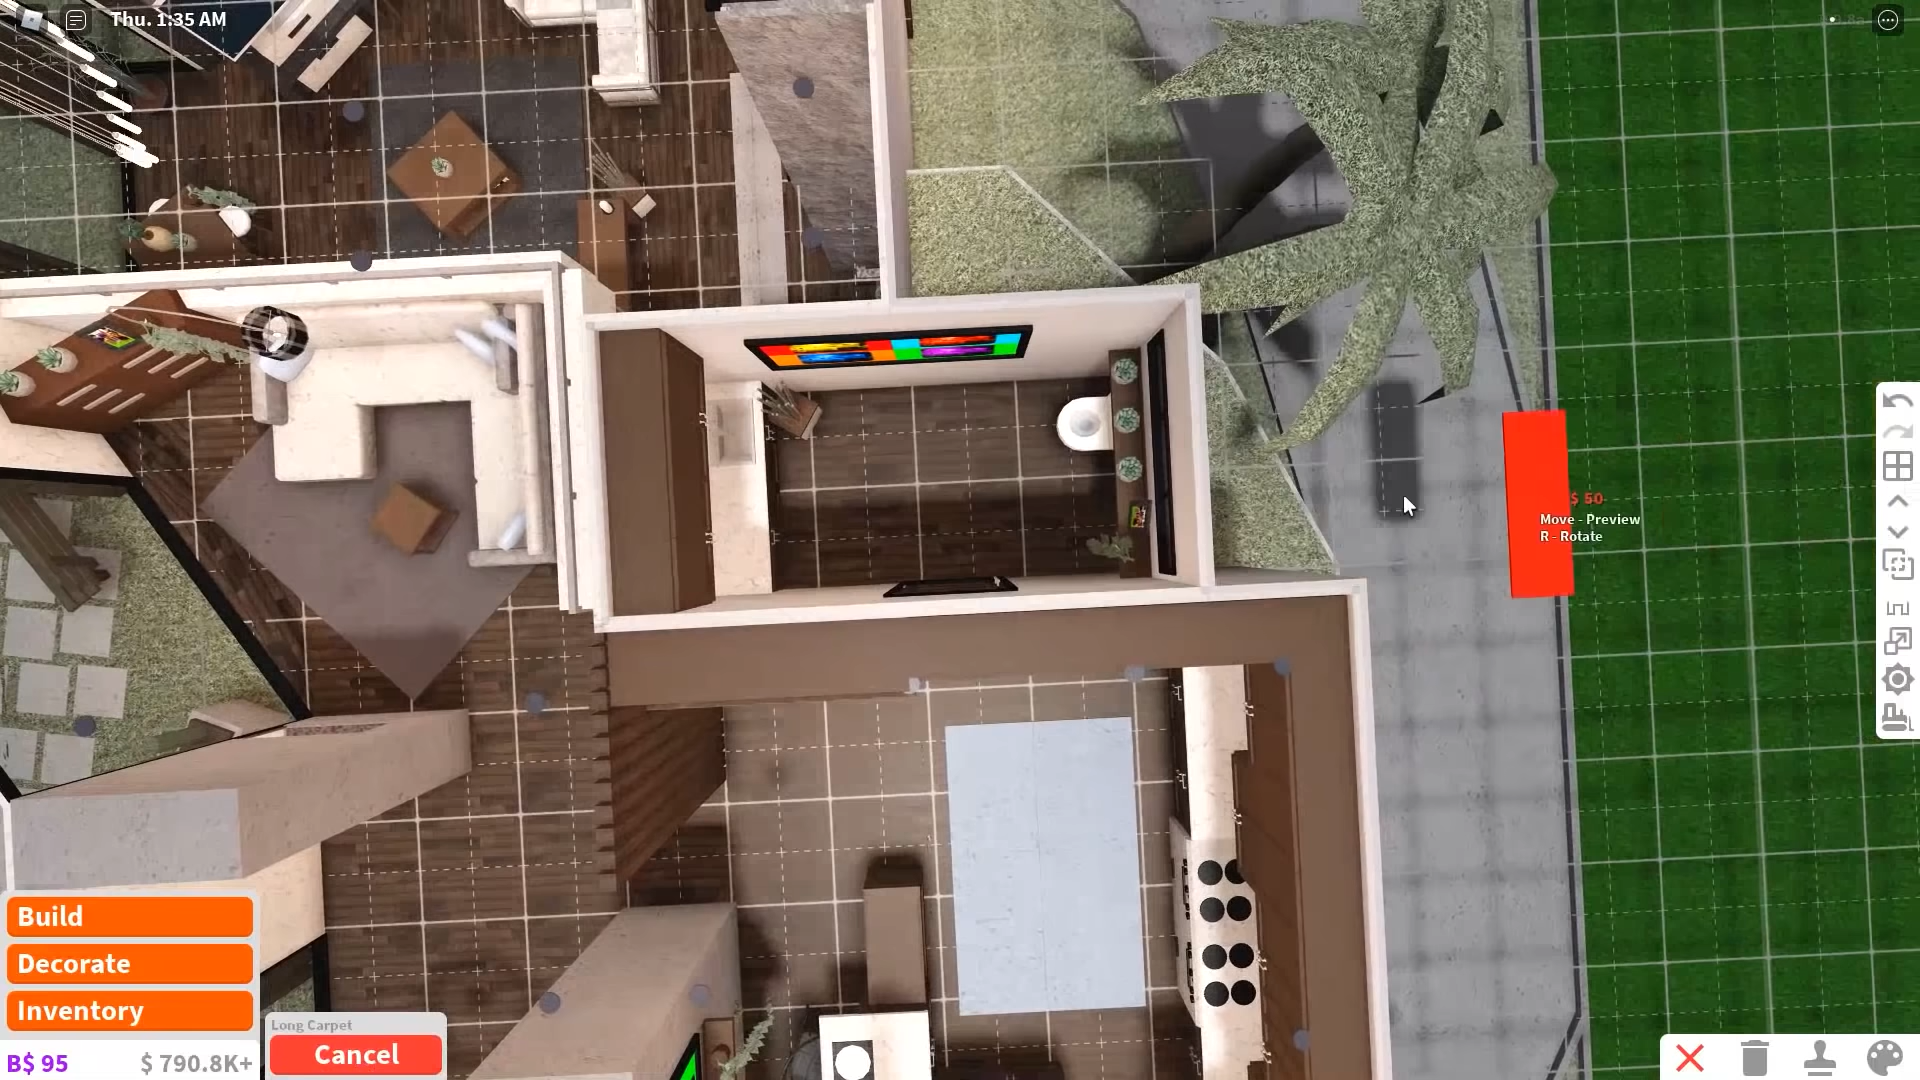 Thu. 1:35 AM
$ 50
Move - Preview
R - Rotate
Build
Decorate
Inventory
Long Carpet
Cancel
B$ 95
$ 790.8K+